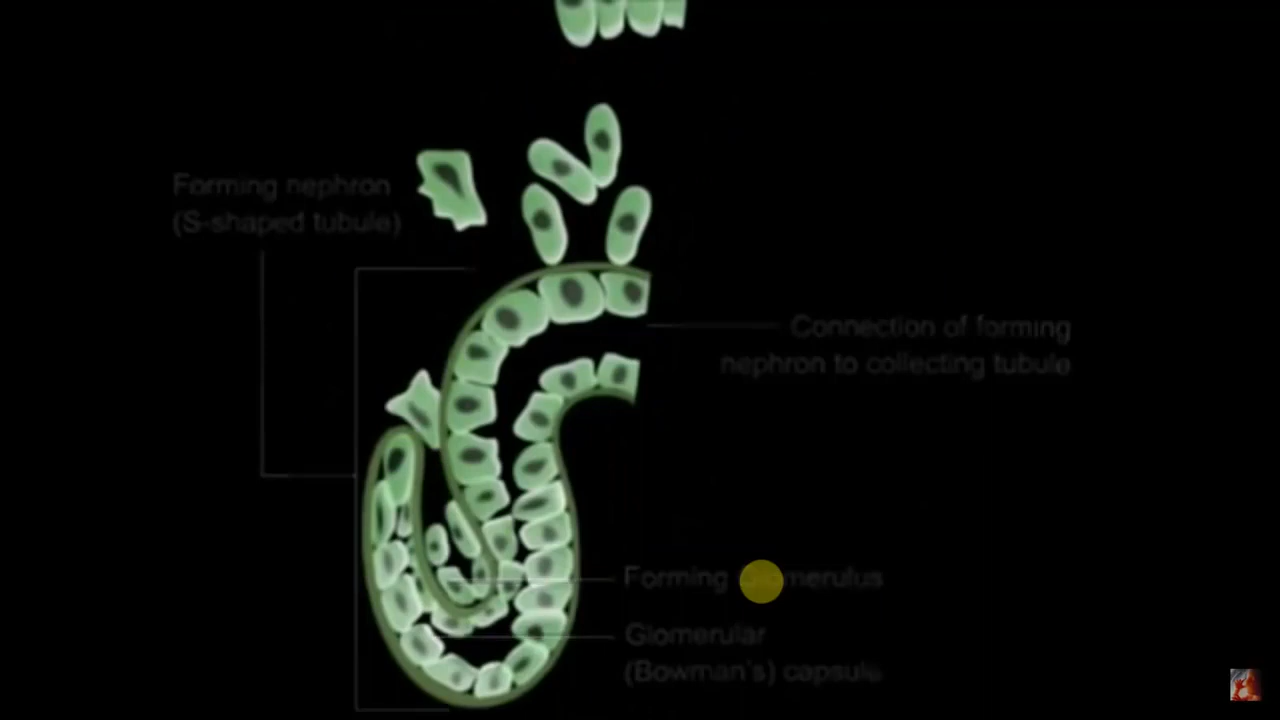 Forming nephron
(S-shaped tubule)
Connection of forming
nephron to collecting tubule
Forming glomerulus
Glomerular
(Bowman's) capsule